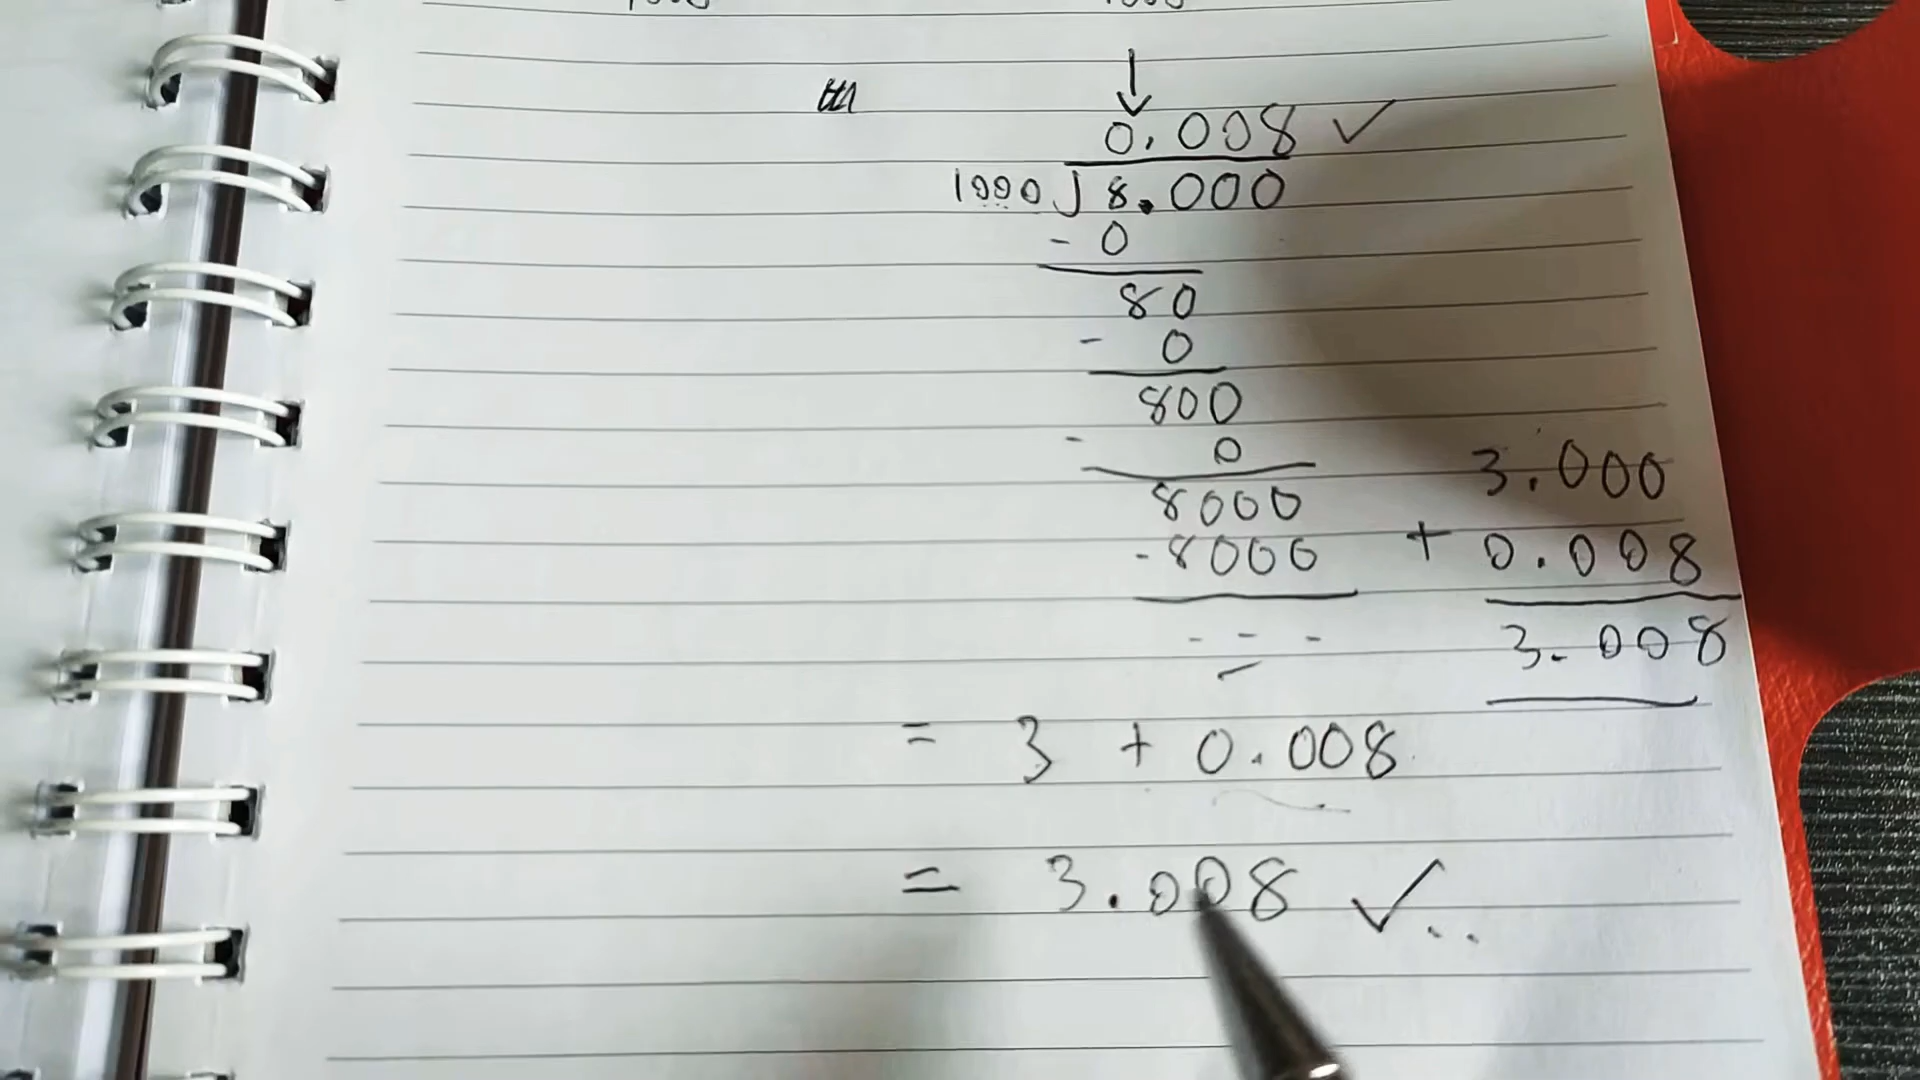 0.008 ✓
1000 ) 8.000
- 0
80
- 0
800
- 0
8000
- 8000
- - -
3.000
+ 0.008
3.008
= 3 + 0.008
= 3.008 ✓..